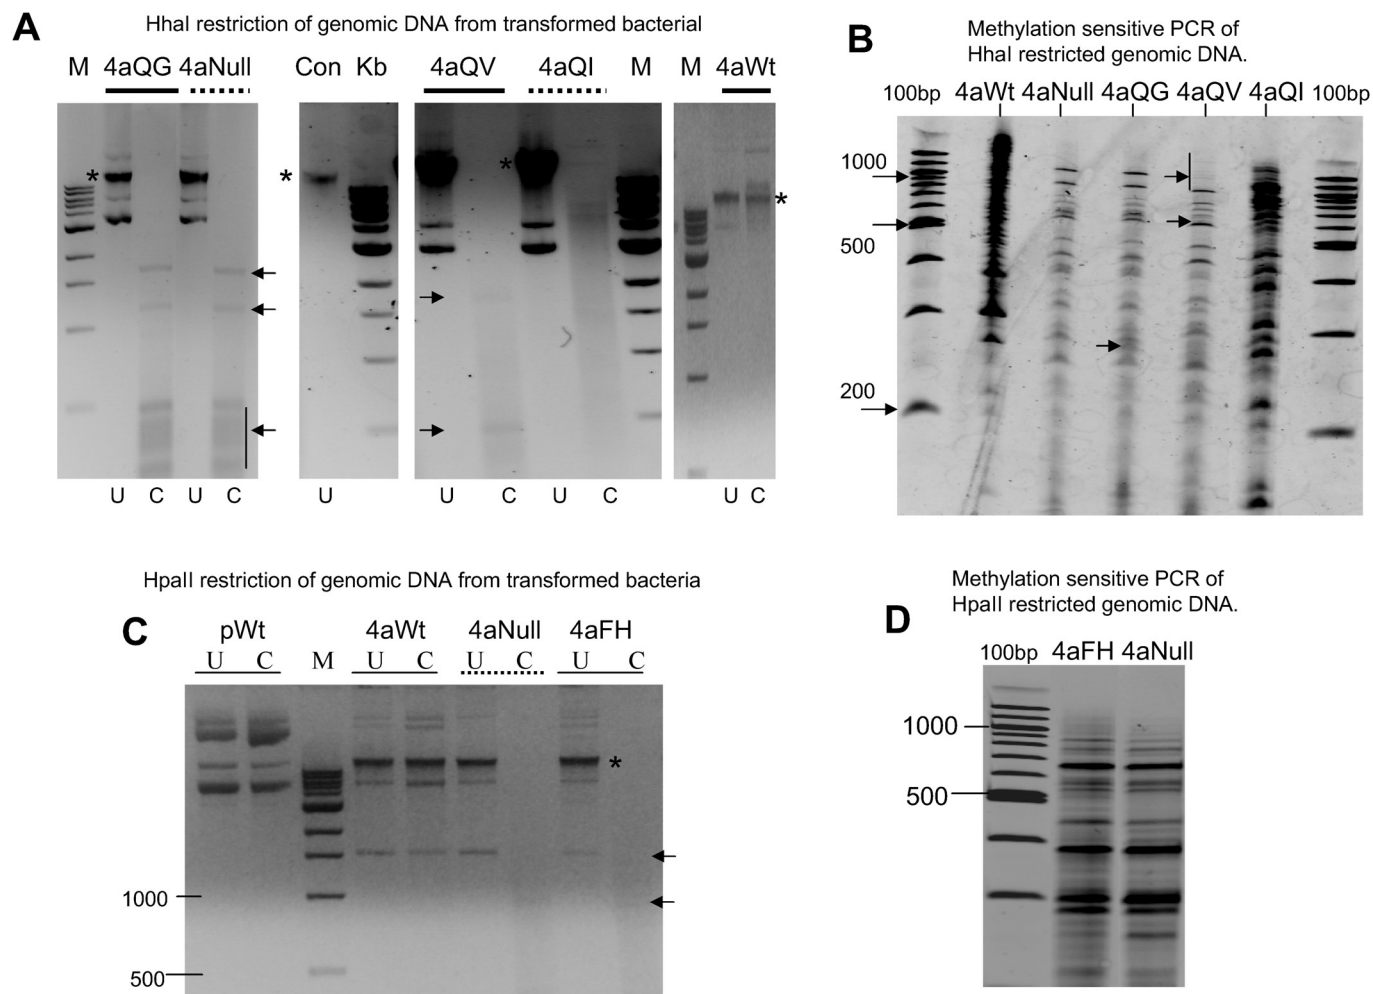 A
HhaI restriction of genomic DNA from transformed bacterial
M 4aQG 4aNull Con Kb 4aQV 4aQI M M 4aWt
*
*
*
*
U C U C U U C U C U C
B
Methylation sensitive PCR of
HhaI restricted genomic DNA.
100bp 4aWt 4aNull 4aQG 4aQV 4aQI 100bp
1000
500
200
HpaII restriction of genomic DNA from transformed bacteria
C
pWt 4aWt 4aNull 4aFH
U C M U C U C U C
*
1000
500
Methylation sensitive PCR of
HpaII restricted genomic DNA.
D
100bp 4aFH 4aNull
1000
500